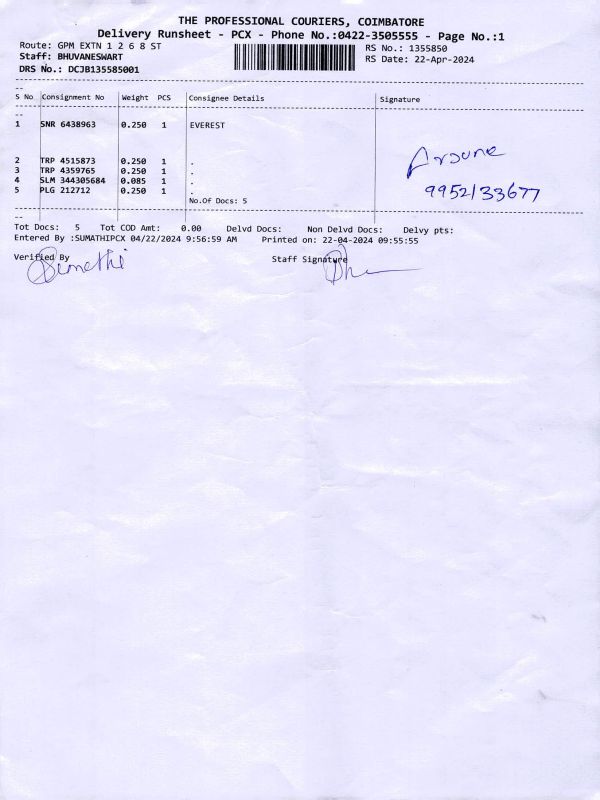 THE PROFESSIONAL COURIERS, COIMBATORE
Delivery Runsheet - PCX - Phone No.:0422-3505555 - Page No.:1
Route: GPM EXTN 1 2 6 8 ST
RS No.: 1355850
Staff: BHUVANESWART
RS Date: 22-Apr-2024
DRS No.: DCJB135585001
S No Consignment No Weight PCS Consignee Details Signature
1 SNR 6438963 0.250 1 EVEREST
2 TRP 4515873 0.250 1 .
3 TRP 4359765 0.250 1 .
4 SLM 344305684 0.085 1 .
5 PLG 212712 0.250 1 .
9952133677
No.Of Docs: 5
Tot Docs: 5 Tot COD Amt: 0.00 Delvd Docs: Non Delvd Docs: Delvy pts:
Entered By :SUMATHIPCX 04/22/2024 9:56:59 AM Printed on: 22-04-2024 09:55:55
Verified By Staff Signature
Sumathi